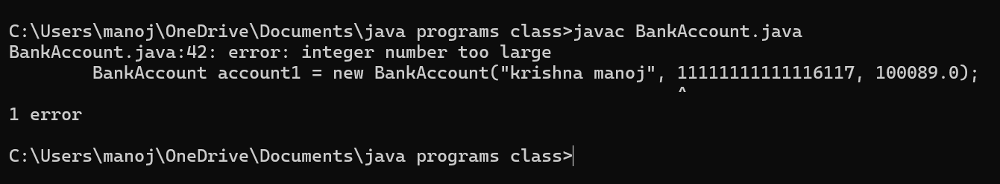 C:\Users\manoj\OneDrive\Documents\java programs class>javac BankAccount.java
BankAccount.java:42: error: integer number too large
        BankAccount account1 = new BankAccount("krishna manoj", 11111111111116117, 100089.0);
                                                                ^
1 error
C:\Users\manoj\OneDrive\Documents\java programs class>